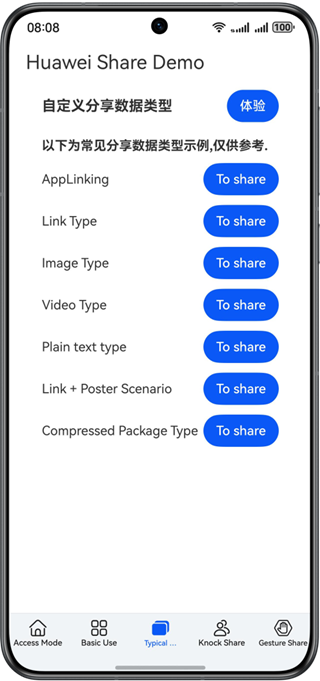 08:08
100
Huawei Share Demo
自定义分享数据类型 体验
以下为常见分享数据类型示例,仅供参考.
AppLinking To share
Link Type To share
Image Type To share
Video Type To share
Plain text type To share
Link + Poster Scenario To share
Compressed Package Type To share
Access Mode Basic Use Typical ... Knock Share Gesture Share